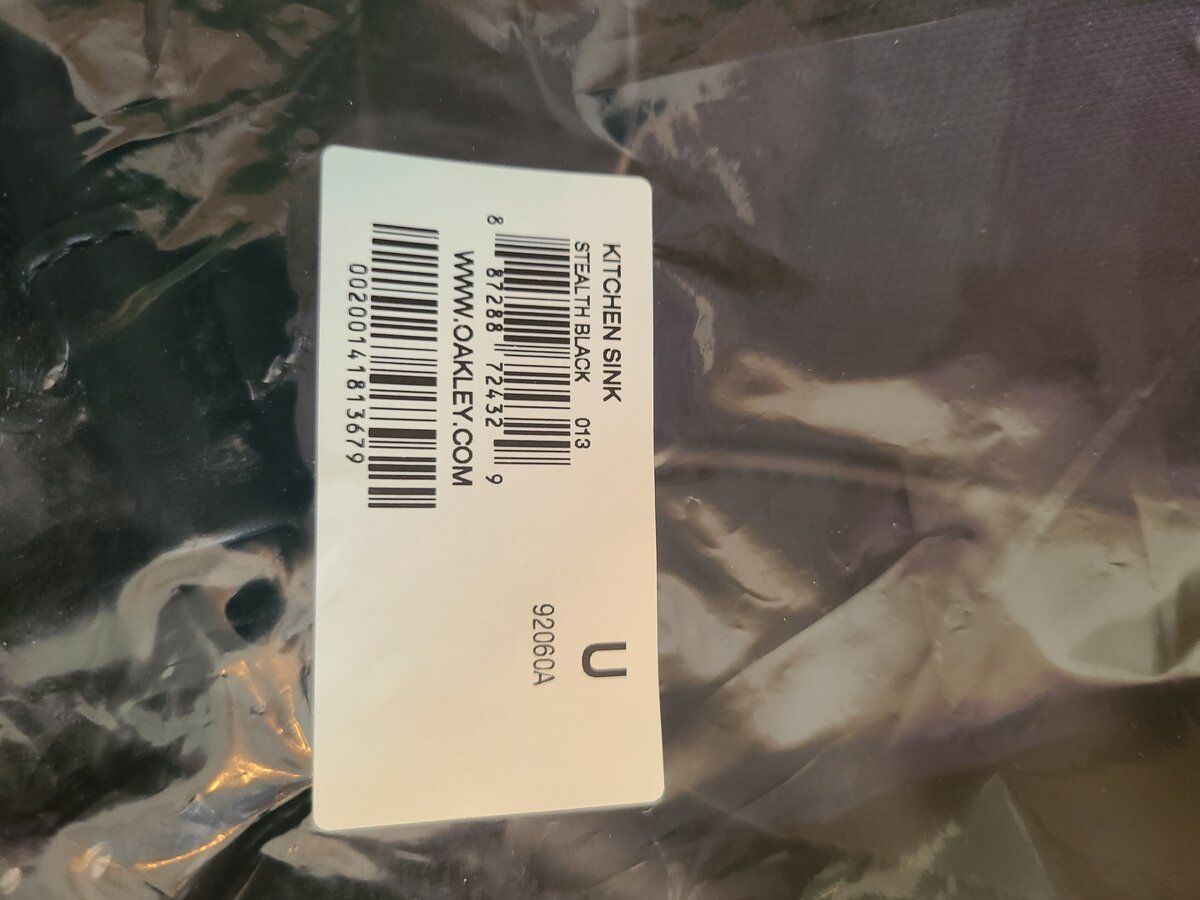 KITCHEN SINK
STEALTH BLACK 013
8 87288 72432 9
WWW.OAKLEY.COM
00200141813679
U
92060A